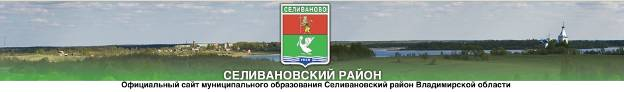 СЕЛИВАНОВО
СЕЛИВАНОВСКИЙ РАЙОН
Официальный сайт муниципального образования Селивановский район Владимирской области